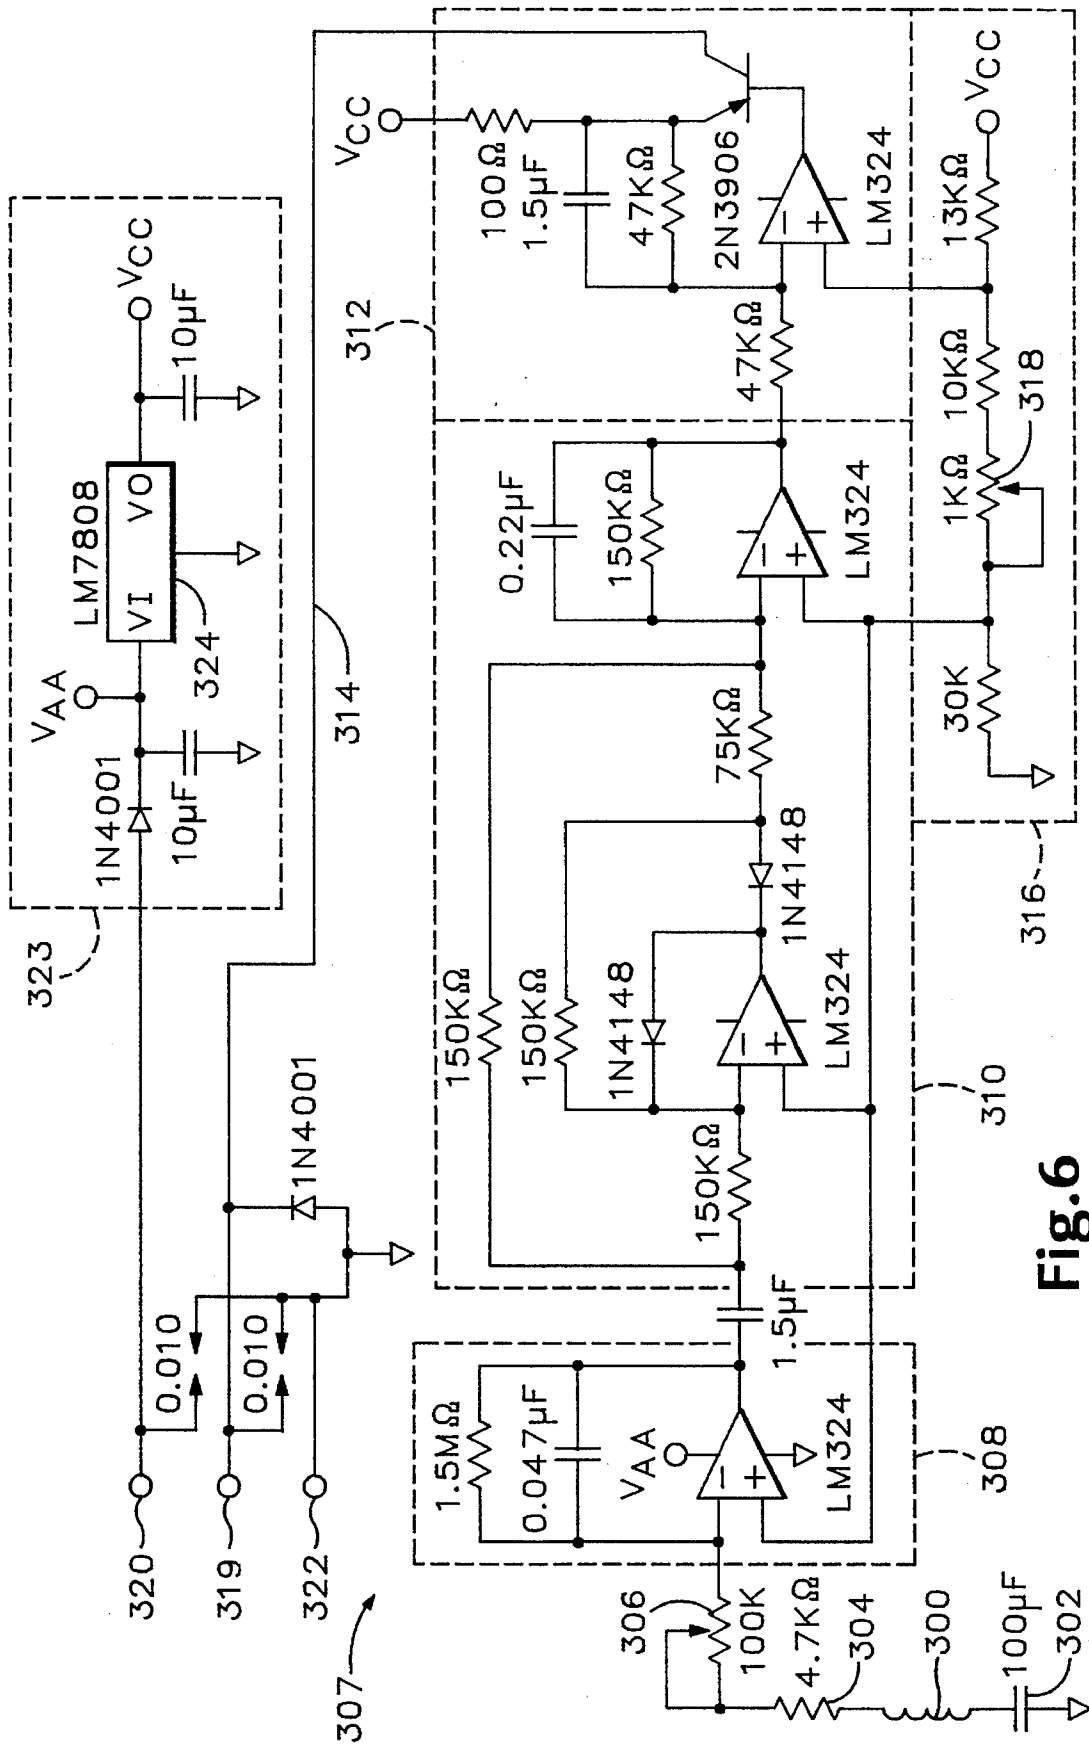 323
VAA
LM7808
VI VO
VCC
1N4001
10µF
324
10µF
320
0.010
319
0.010
322
1N4001
314
312
VCC
100Ω
1.5µF
47KΩ
2N3906
47KΩ
LM324
307
1.5MΩ
0.047µF
VAA
LM324
308
1.5µF
306
100K
4.7KΩ
304
300
100µF
302
150KΩ
150KΩ
1N4148
150KΩ
LM324
1N4148
75KΩ
0.22µF
150KΩ
LM324
310
316
30K
1KΩ
318
10KΩ
13KΩ
VCC
− +
− +
− +
− +
Fig.6